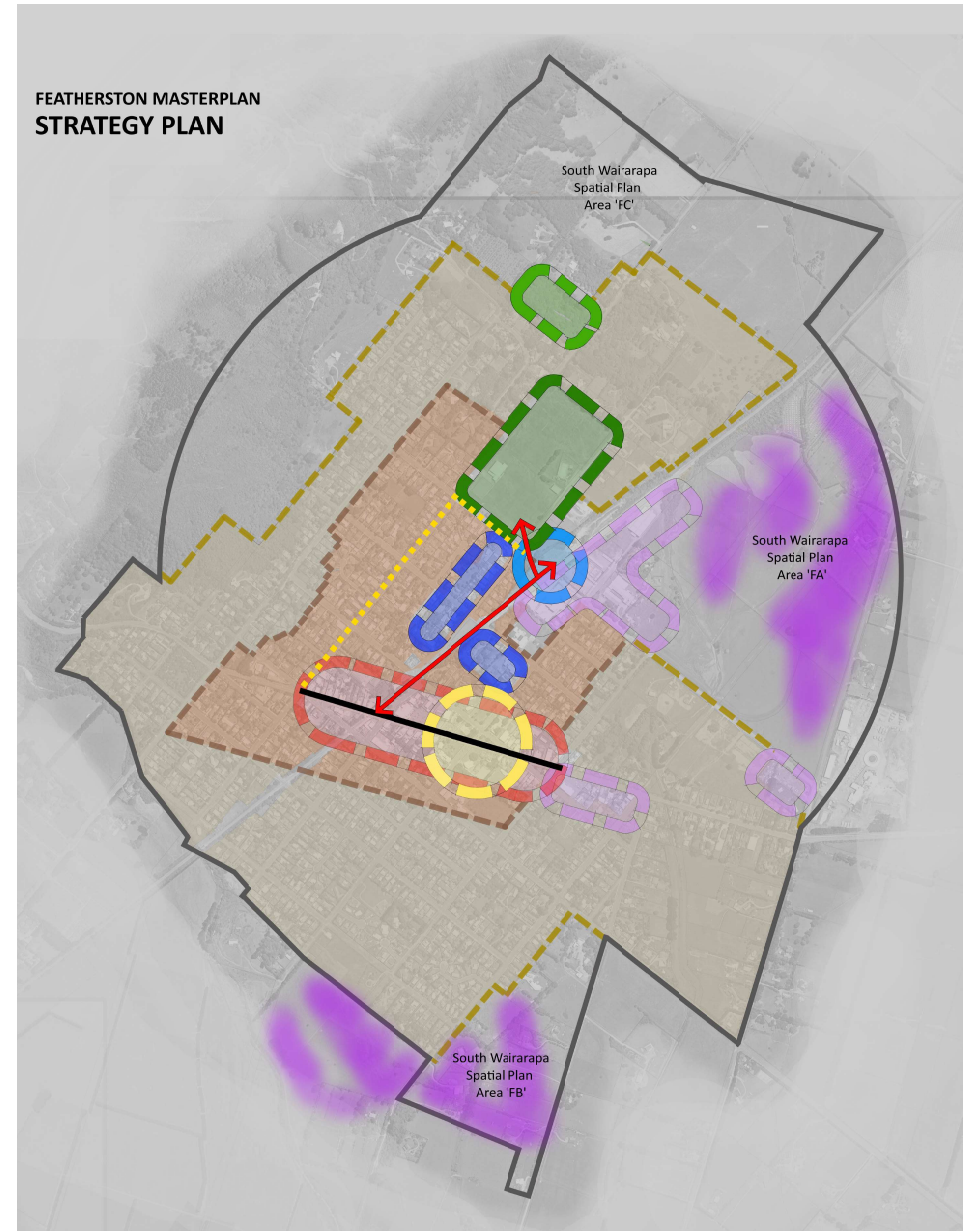 FEATHERSTON MASTERPLAN
STRATEGY PLAN
South Wairarapa
Spatial Plan
Area 'FC'
South Wairarapa
Spatial Plan
Area 'FA'
South Wairarapa
Spatial Plan
Area 'FB'